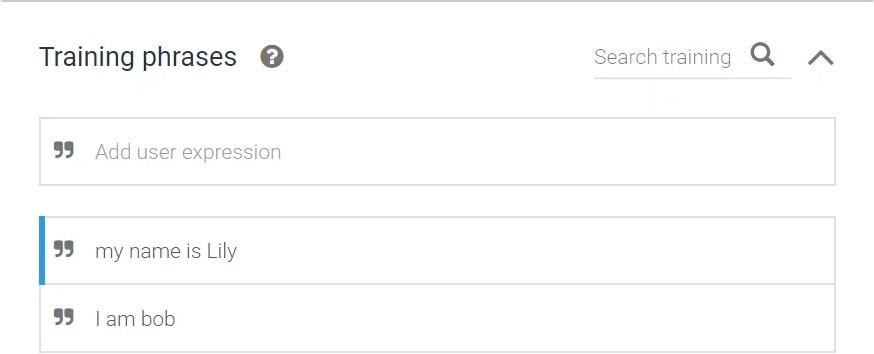 Training phrases ? Search training
Add user expression
my name is Lily
I am bob